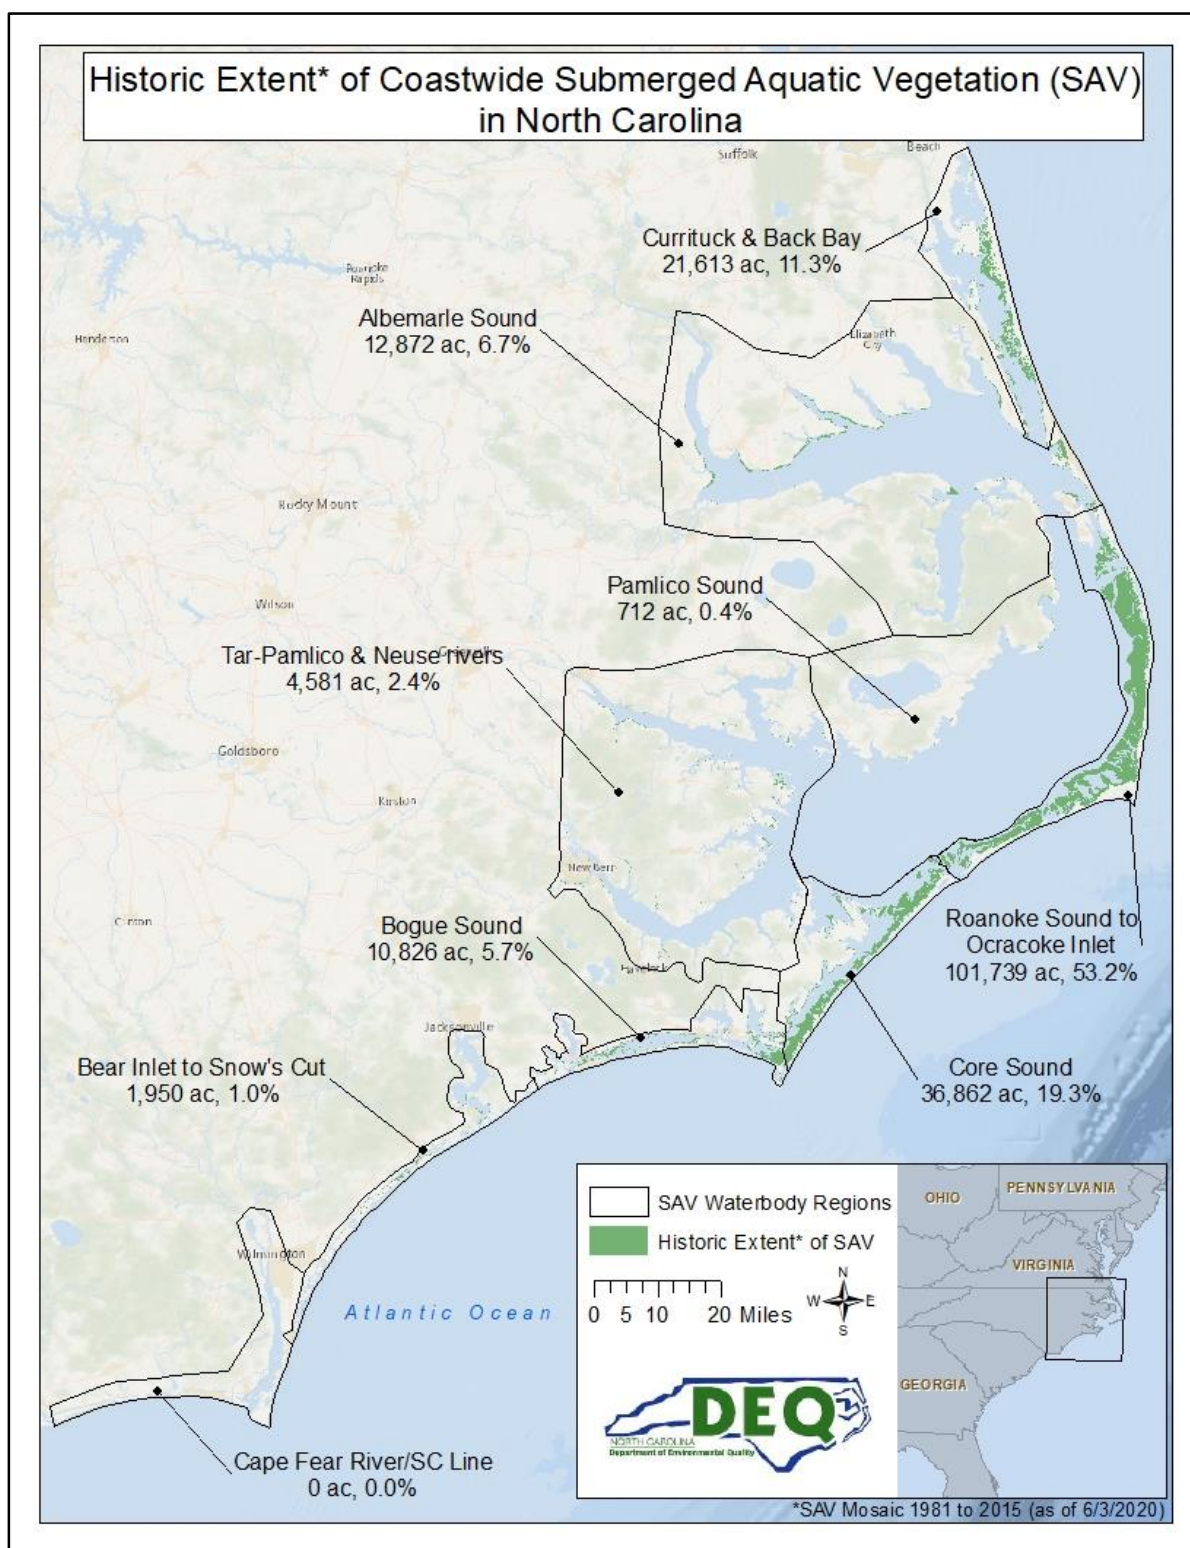 Historic Extent* of Coastwide Submerged Aquatic Vegetation (SAV)
in North Carolina
Suffolk
Beach
Currituck & Back Bay
21,613 ac, 11.3%
Roanoke
Rapids
Albemarle Sound
12,872 ac, 6.7%
Henderson
Elizabeth
City
Rocky Mount
Pamlico Sound
712 ac, 0.4%
Wilson
Tar-Pamlico & Neuse rivers
4,581 ac, 2.4%
Goldsboro
Kinston
New Bern
Clinton
Bogue Sound
10,826 ac, 5.7%
Roanoke Sound to
Ocracoke Inlet
101,739 ac, 53.2%
Havelock
Jacksonville
Bear Inlet to Snow's Cut
1,950 ac, 1.0%
Core Sound
36,862 ac, 19.3%
Wilmington
Atlantic Ocean
Cape Fear River/SC Line
0 ac, 0.0%
SAV Waterbody Regions
Historic Extent* of SAV
0 5 10 20 Miles
N
W E
S
DEQ
NORTH CAROLINA
Department of Environmental Quality
OHIO
PENNSYLVANIA
VIRGINIA
GEORGIA
*SAV Mosaic 1981 to 2015 (as of 6/3/2020)